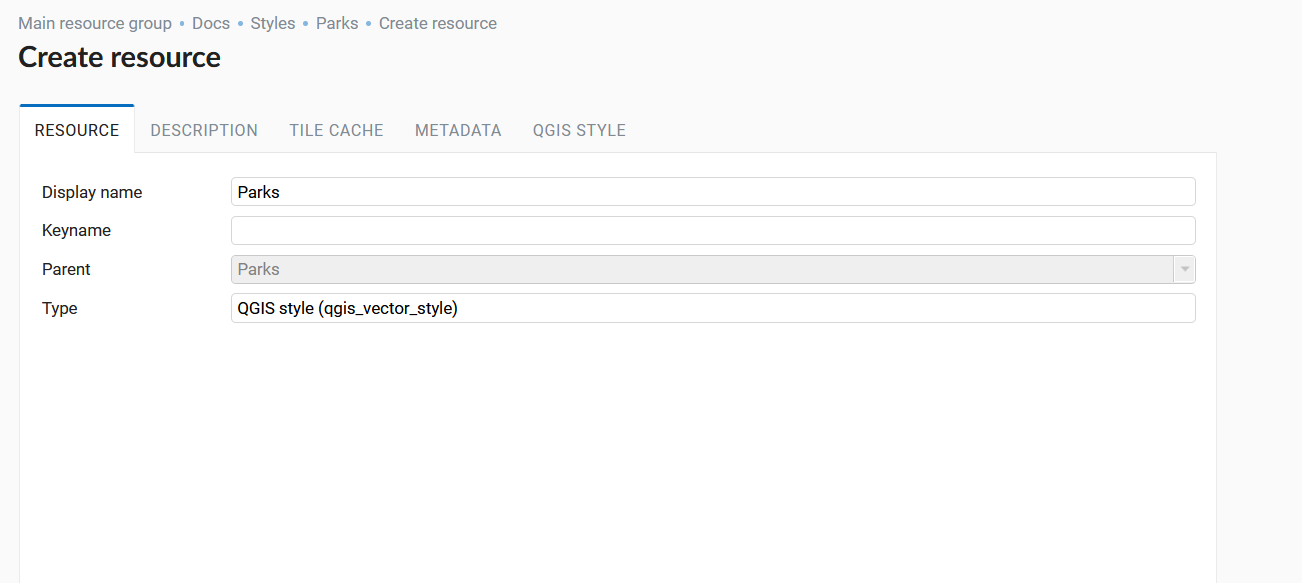 Main resource group • Docs • Styles • Parks • Create resource
Create resource
RESOURCE DESCRIPTION TILE CACHE METADATA QGIS STYLE
Display name Parks
Keyname
Parent Parks
Type QGIS style (qgis_vector_style)